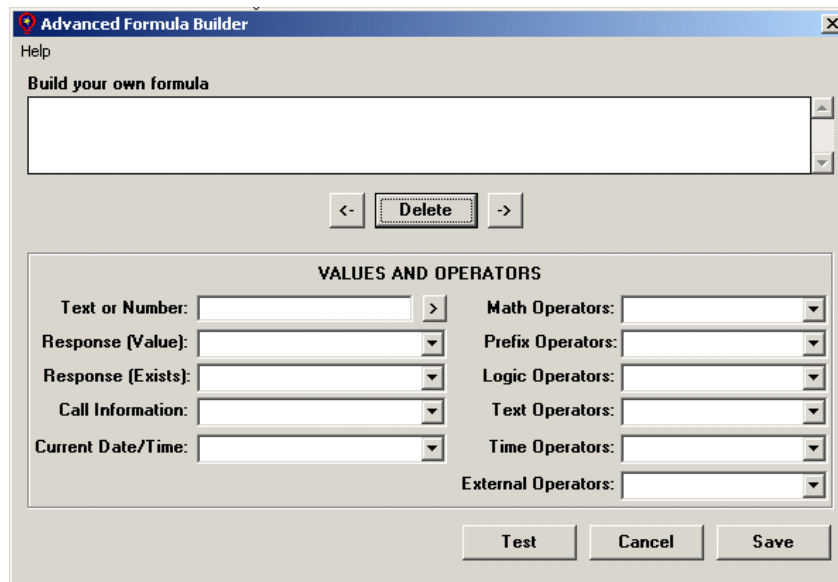 Advanced Formula Builder
Help
Build your own formula
<- Delete ->
VALUES AND OPERATORS
Text or Number: > Math Operators:
Response (Value): Prefix Operators:
Response (Exists): Logic Operators:
Call Information: Text Operators:
Current Date/Time: Time Operators:
External Operators:
Test Cancel Save